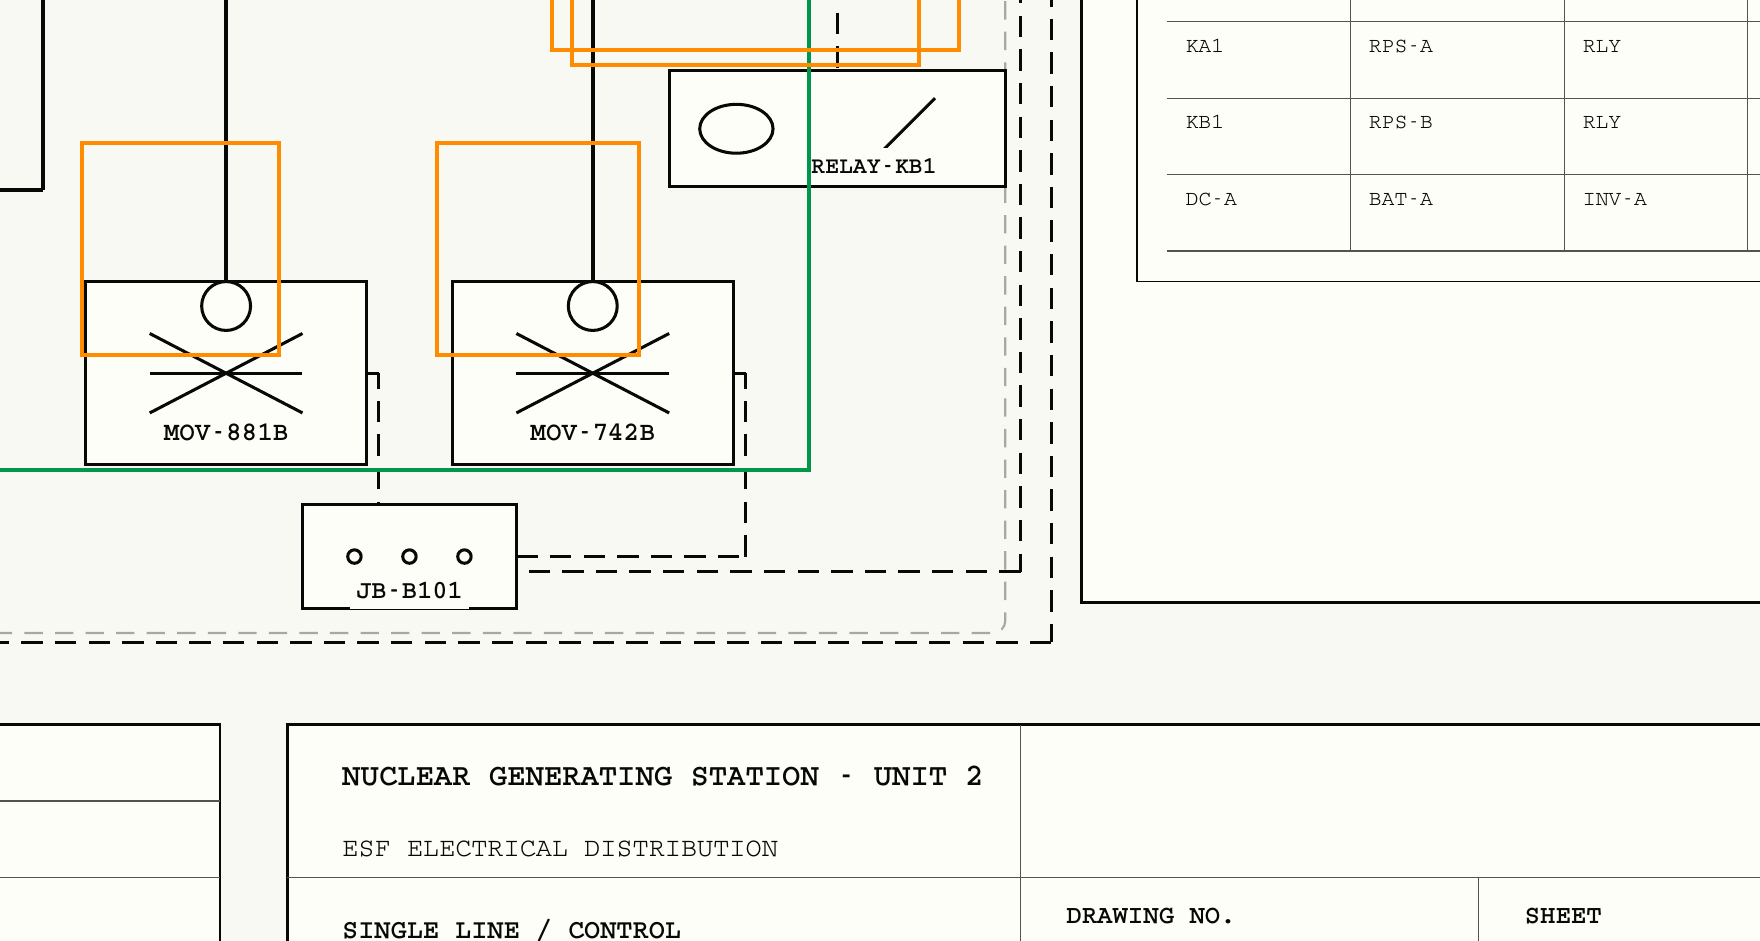 KA1 RPS-A RLY
KB1 RPS-B RLY
RELAY-KB1
DC-A BAT-A INV-A
MOV-881B MOV-742B
JB-B101
NUCLEAR GENERATING STATION - UNIT 2
ESF ELECTRICAL DISTRIBUTION
SINGLE LINE / CONTROL
DRAWING NO. SHEET